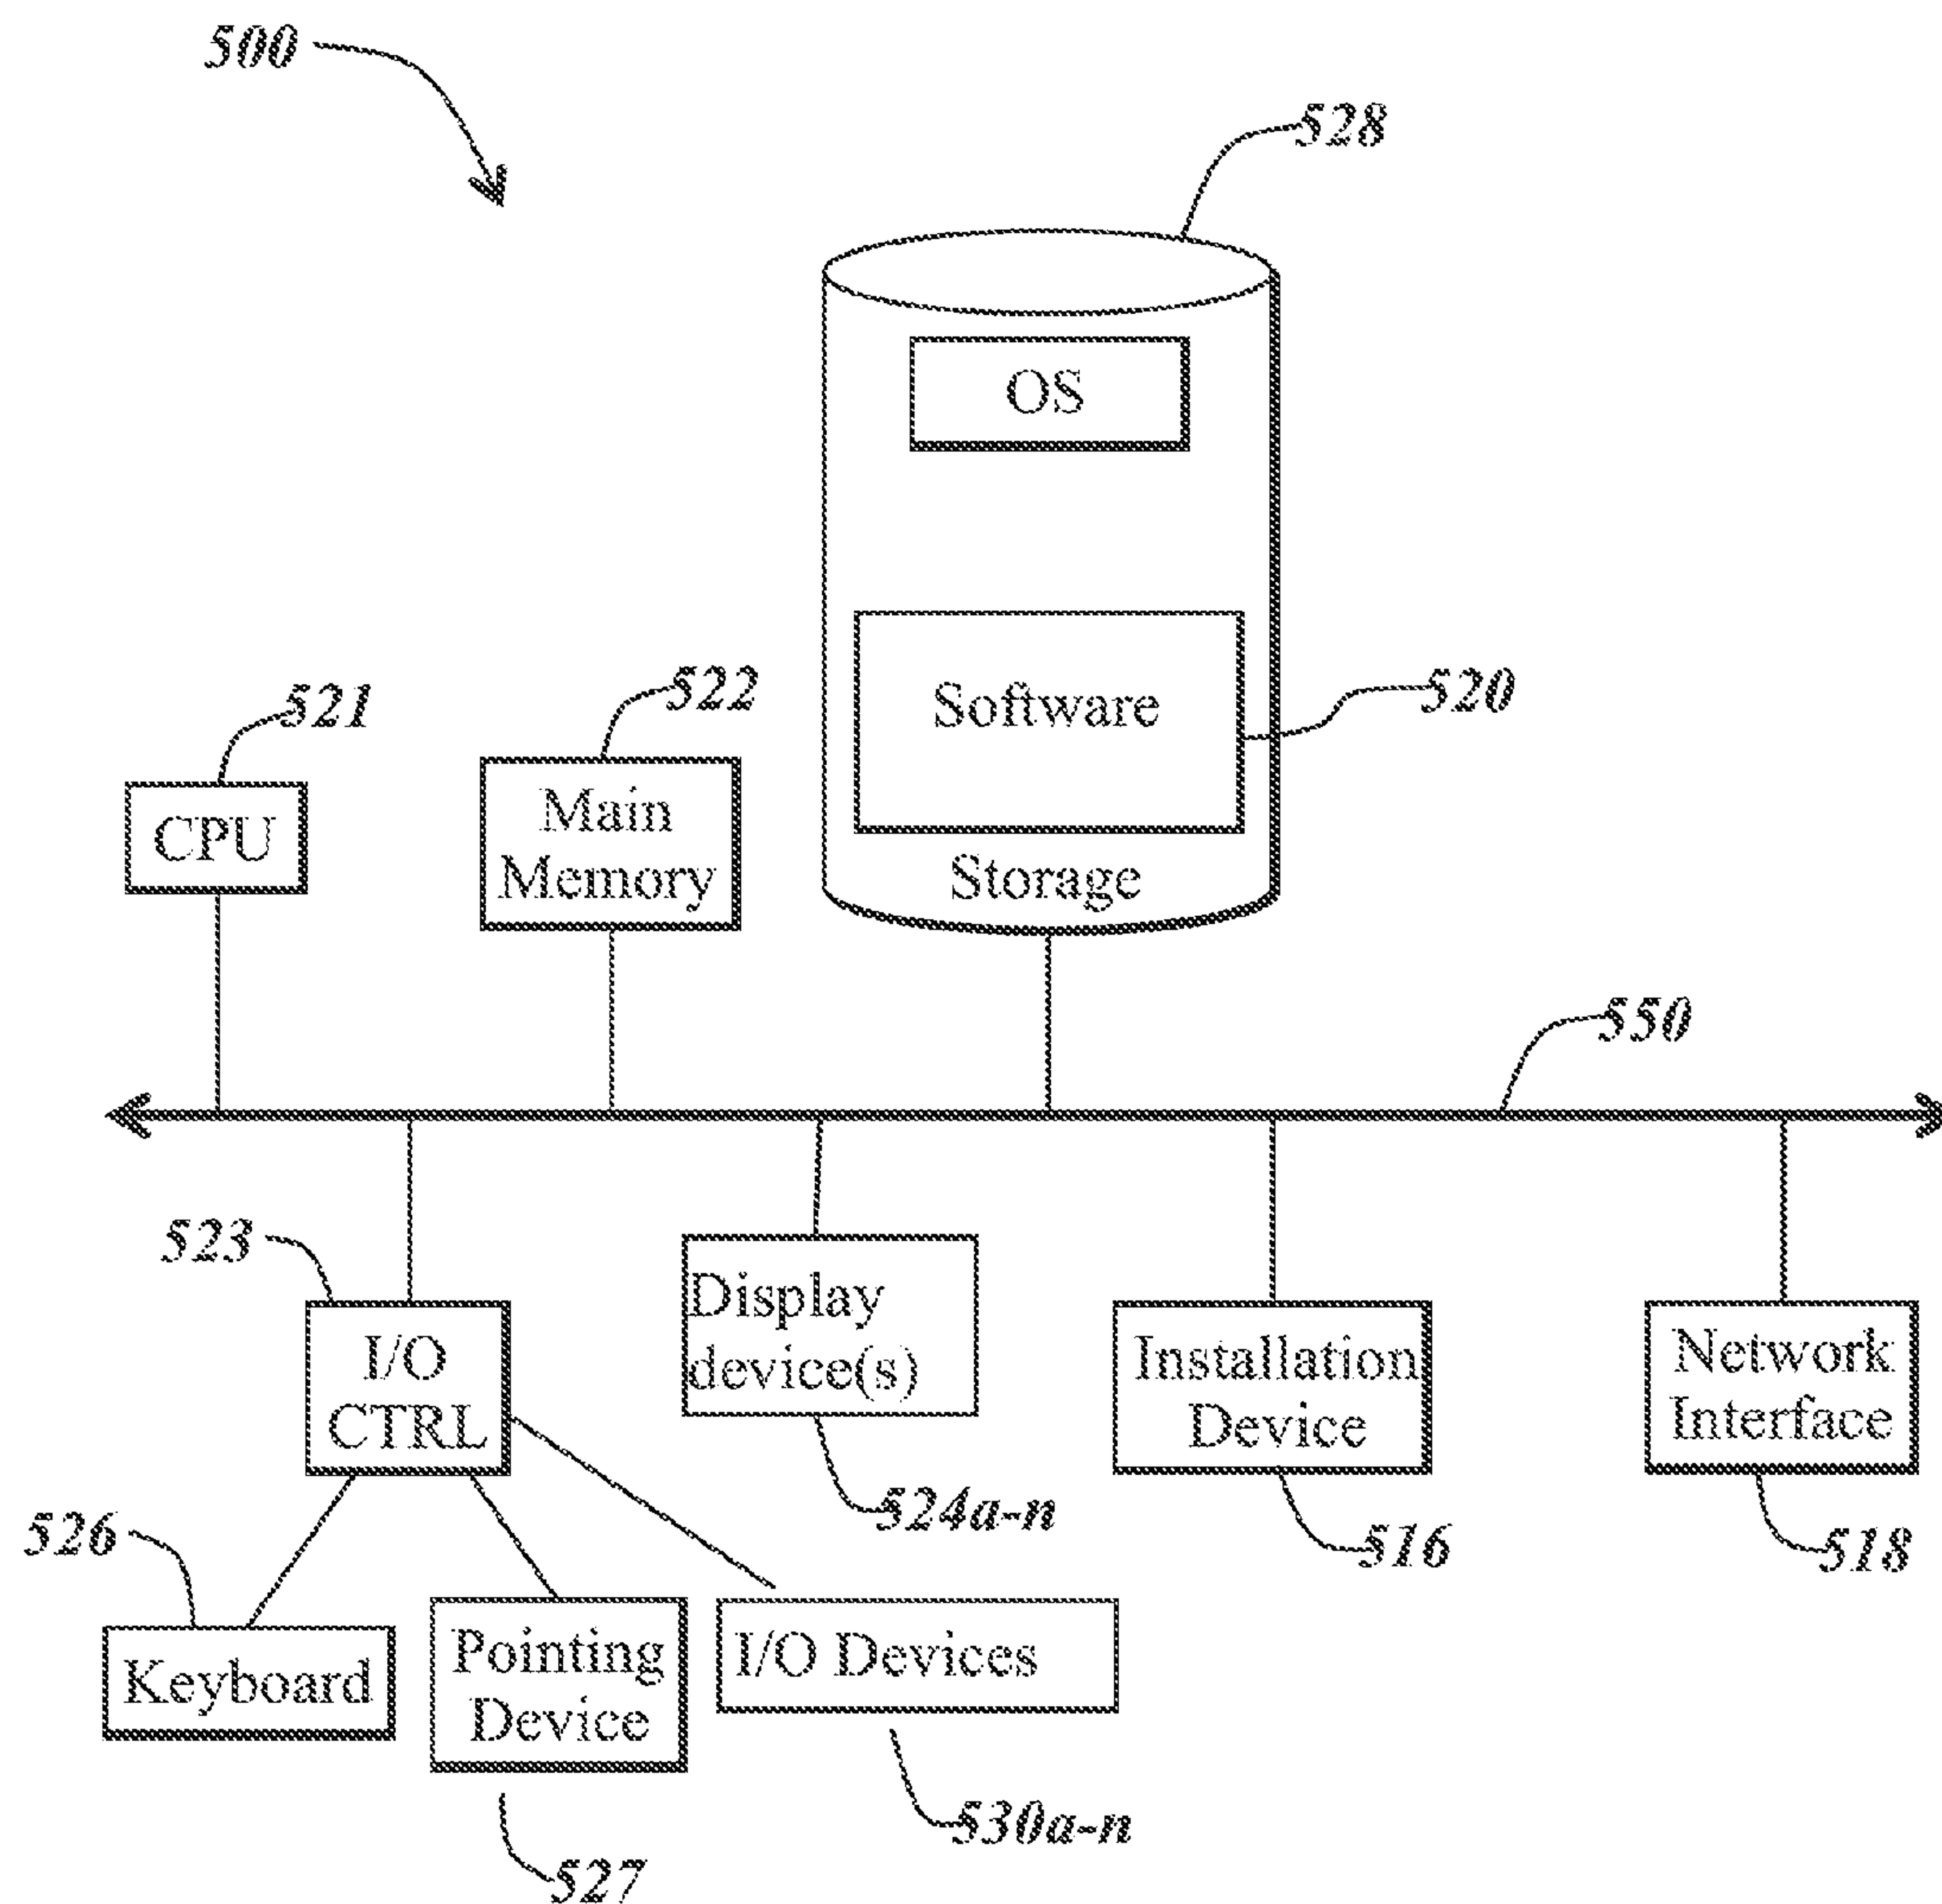 500
528
OS
521
522
Software
520
CPU
Main
Memory
Storage
550
523
I/O
CTRL
Display
device(s)
Installation
Device
Network
Interface
524a-n
516
518
526
Keyboard
Pointing
Device
I/O Devices
530a-n
527